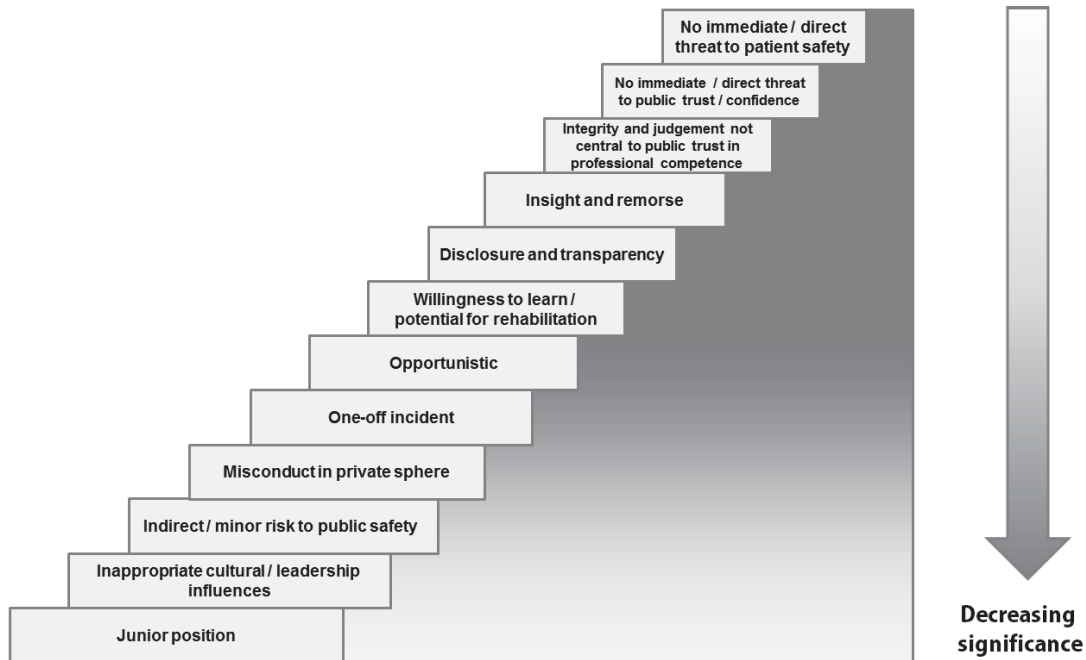 No immediate / direct
threat to patient safety
No immediate / direct threat
to public trust / confidence
Integrity and judgement not
central to public trust in
professional competence
Insight and remorse
Disclosure and transparency
Willingness to learn /
potential for rehabilitation
Opportunistic
One-off incident
Misconduct in private sphere
Indirect / minor risk to public safety
Inappropriate cultural / leadership
influences
Junior position
Decreasing
significance